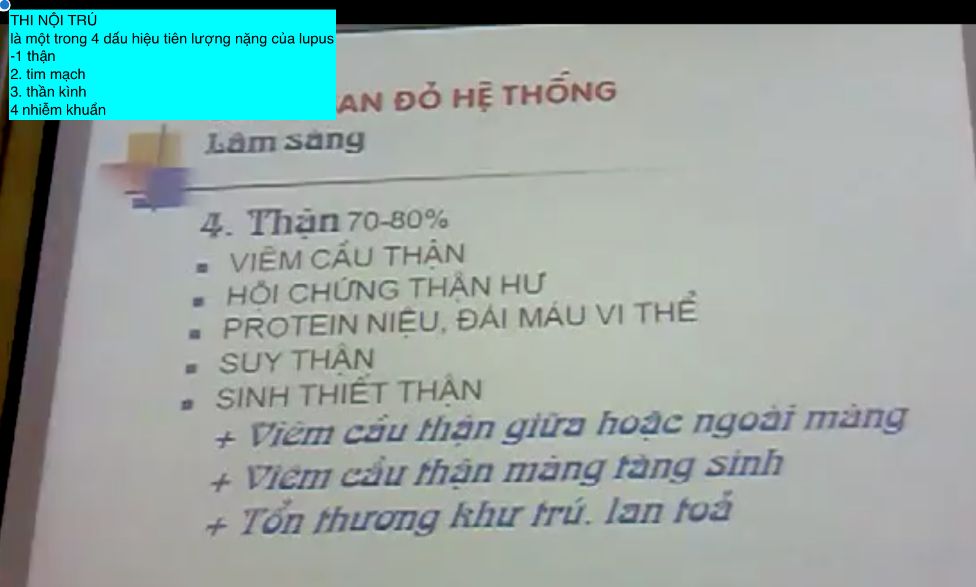 THI NỘI TRÚ
là một trong 4 dấu hiệu tiên lượng nặng của lupus
-1 thận
2. tim mạch
3. thần kình
4 nhiễm khuẩn
AN ĐỎ HỆ THỐNG
Lâm sàng
4. Thận 70-80%
VIÊM CẦU THẬN
HỘI CHỨNG THẬN HƯ
PROTEIN NIỆU, ĐÁI MÁU VI THỂ
SUY THẬN
SINH THIẾT THẬN
+ Viêm cầu thận giữa hoặc ngoài màng
+ Viêm cầu thận màng tăng sinh
+ Tổn thương khư trú. lan toả